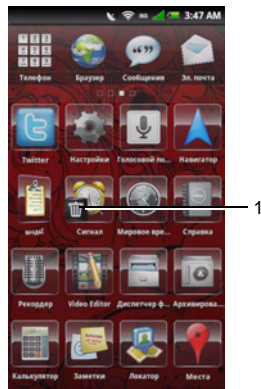 3:47 AM
Телефон Браузер Сообщения Эл. почта
Twitter Настройки Голосовой по... Навигатор
Сигнал Мировое вре... Справка
1
Рекордер Video Editor Диспетчер ф... Архивирова...
Калькулятор Заметки Локатор Места